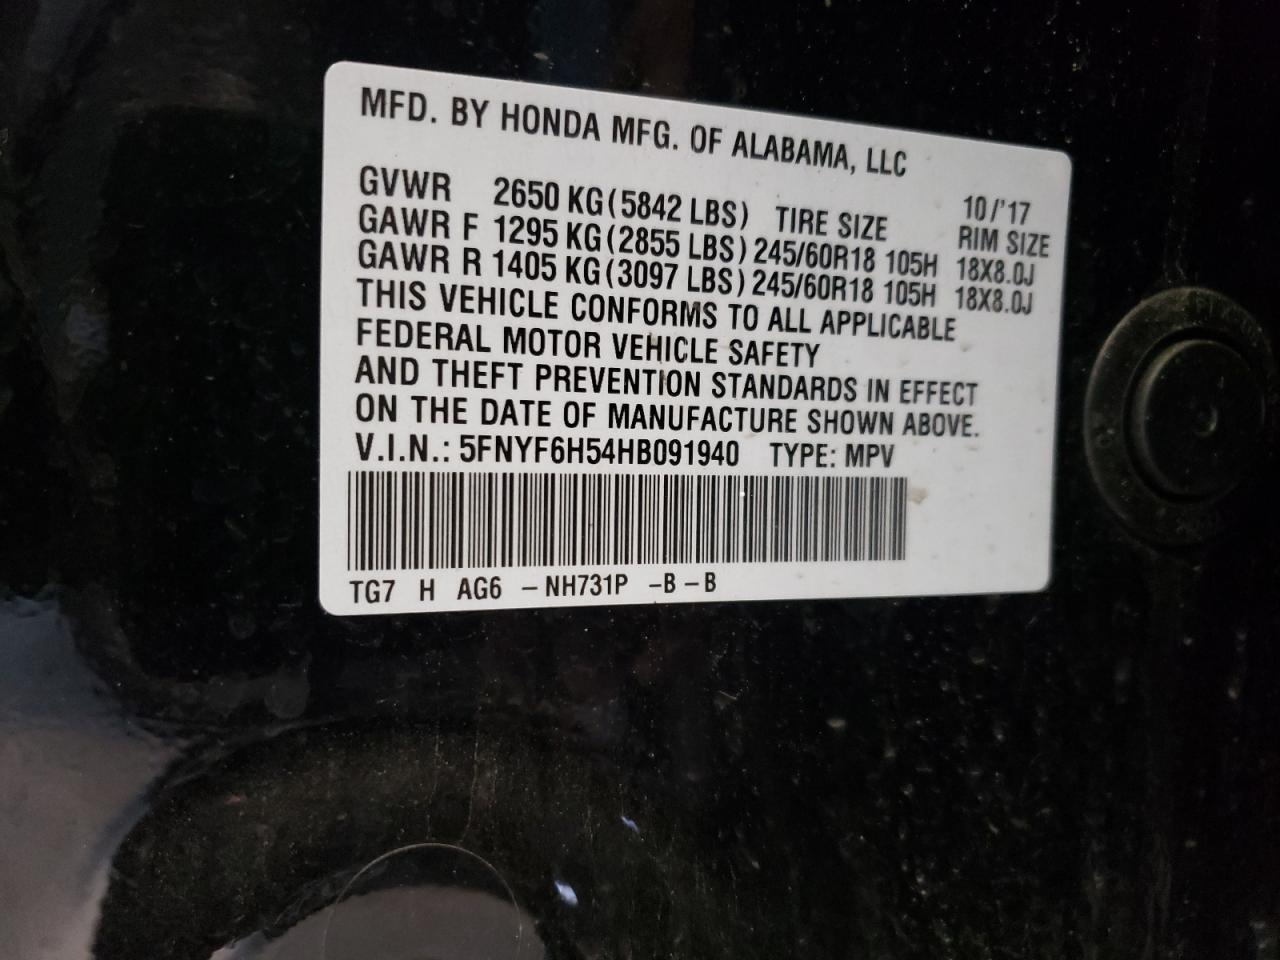 MFD. BY HONDA MFG. OF ALABAMA, LLC
10/'17
GVWR 2650 KG (5842 LBS) TIRE SIZE RIM SIZE
GAWR F 1295 KG (2855 LBS) 245/60R18 105H 18X8.0J
GAWR R 1405 KG (3097 LBS) 245/60R18 105H 18X8.0J
THIS VEHICLE CONFORMS TO ALL APPLICABLE
FEDERAL MOTOR VEHICLE SAFETY
AND THEFT PREVENTION STANDARDS IN EFFECT
ON THE DATE OF MANUFACTURE SHOWN ABOVE.
V.I.N.: 5FNYF6H54HB091940 TYPE: MPV
TG7 H AG6 – NH731P – B – B